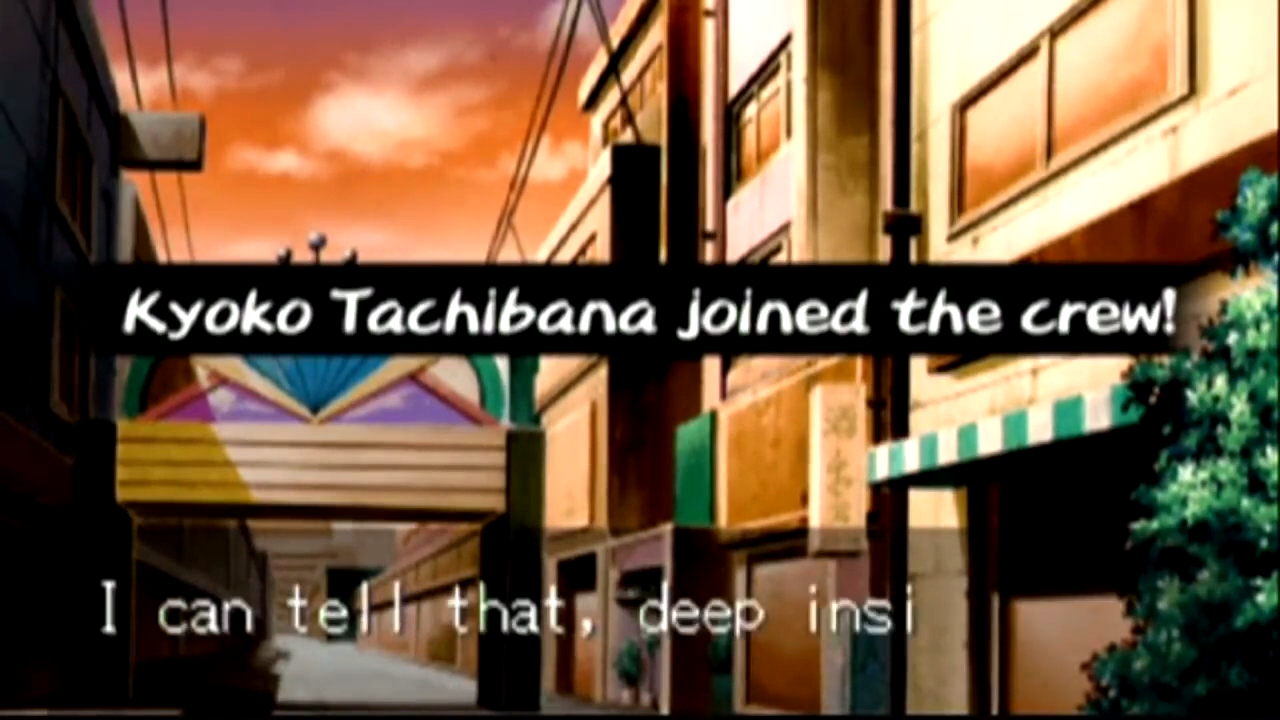 Kyoko Tachibana joined the crew!
I can tell that, deep insi